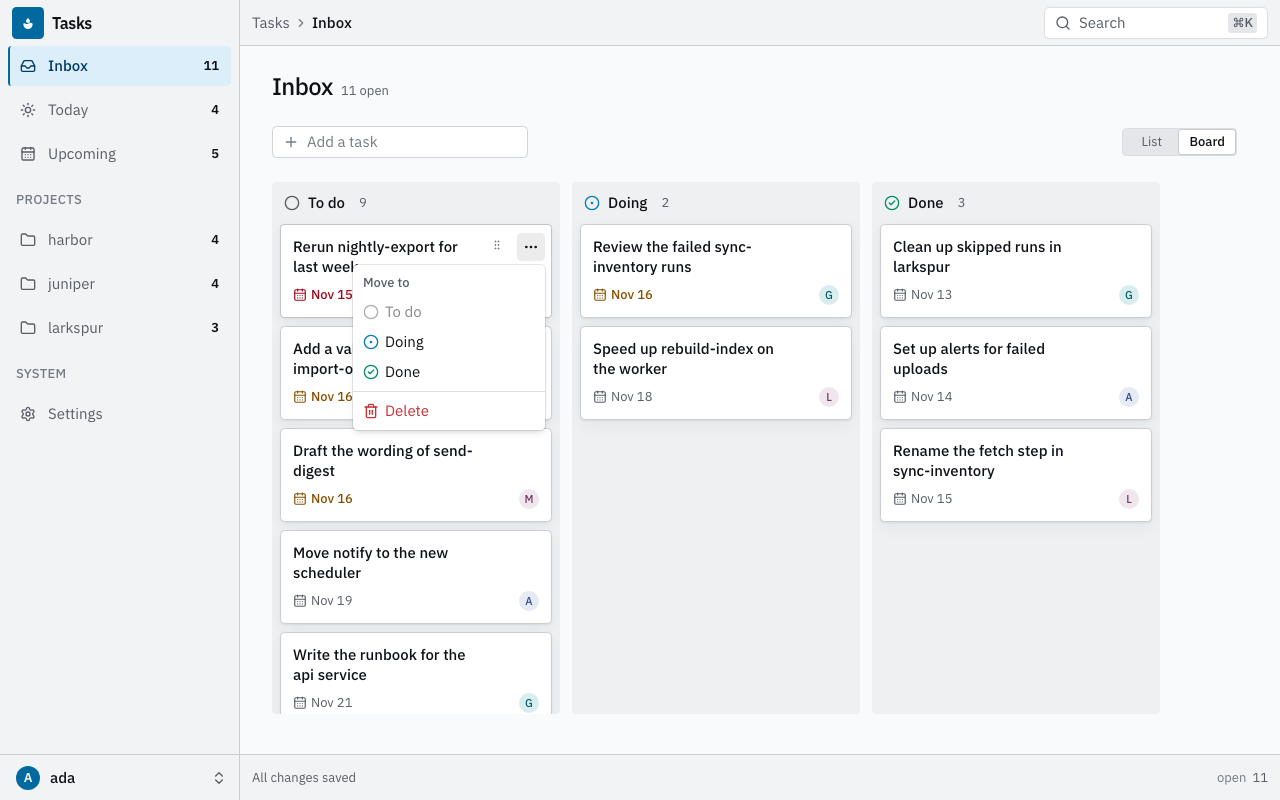 Tasks
Inbox 11
Today 4
Upcoming 5
PROJECTS
harbor 4
juniper 4
larkspur 3
SYSTEM
Settings
A ada
Tasks > Inbox
Search ⌘K
Inbox 11 open
+ Add a task
List Board
To do 9
Rerun nightly-export for
last week
Nov 15
Move to
To do
Doing
Done
Delete
Add a
import-
Nov 16
Draft the wording of send-
digest
Nov 16 M
Move notify to the new
scheduler
Nov 19 A
Write the runbook for the
api service
Nov 21 G
Doing 2
Review the failed sync-
inventory runs
Nov 16 G
Speed up rebuild-index on
the worker
Nov 18 L
Done 3
Clean up skipped runs in
larkspur
Nov 13 G
Set up alerts for failed
uploads
Nov 14 A
Rename the fetch step in
sync-inventory
Nov 15 L
All changes saved
open 11